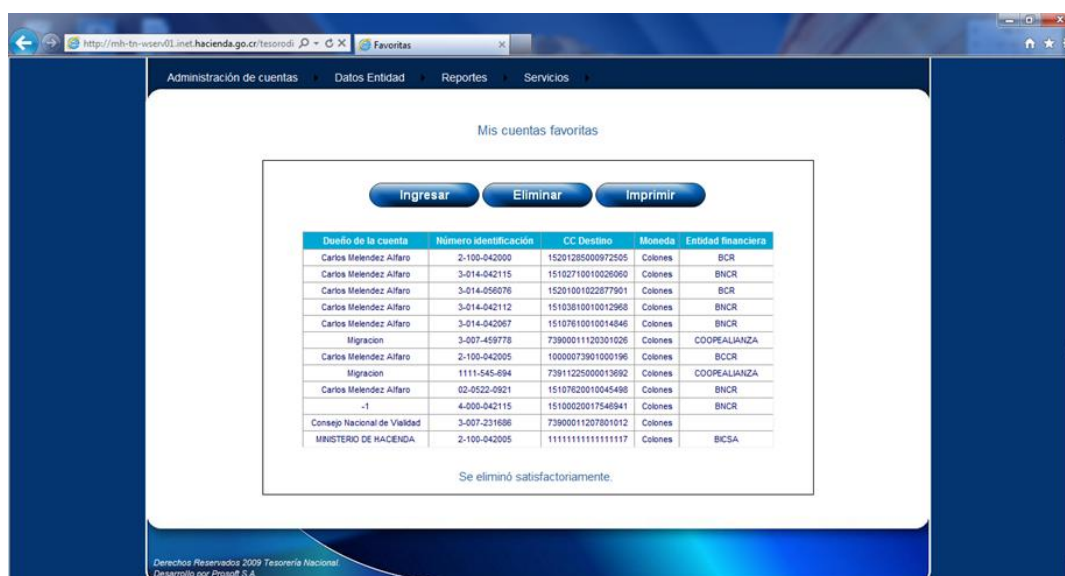 http://mh-tn-wserv01.inet.hacienda.go.cr/tesorodi
Favoritas
Administración de cuentas Datos Entidad Reportes Servicios
Mis cuentas favoritas
Ingresar Eliminar Imprimir
Dueño de la cuenta Número identificación CC Destino Moneda Entidad financiera
Carlos Melendez Alfaro 2-100-042000 15201285000972505 Colones BCR
Carlos Melendez Alfaro 3-014-042115 15102710010026060 Colones BNCR
Carlos Melendez Alfaro 3-014-056076 15201001022877901 Colones BCR
Carlos Melendez Alfaro 3-014-042112 15103810010012968 Colones BNCR
Carlos Melendez Alfaro 3-014-042067 15107610010014846 Colones BNCR
Migracion 3-007-459778 73900011120301026 Colones COOPEALIANZA
Carlos Melendez Alfaro 2-100-042005 10000073901000196 Colones BCCR
Migracion 1111-545-694 73911225000013692 Colones COOPEALIANZA
Carlos Melendez Alfaro 02-0522-0921 15107620010045498 Colones BNCR
-1 4-000-042115 15100020017546941 Colones BNCR
Consejo Nacional de Vialidad 3-007-231686 73900011207801012 Colones
MINISTERIO DE HACIENDA 2-100-042005 11111111111111117 Colones BICSA
Se eliminó satisfactoriamente.
Derechos Reservados 2009 Tesorería Nacional.
Desarrollo por Prosoft S.A.